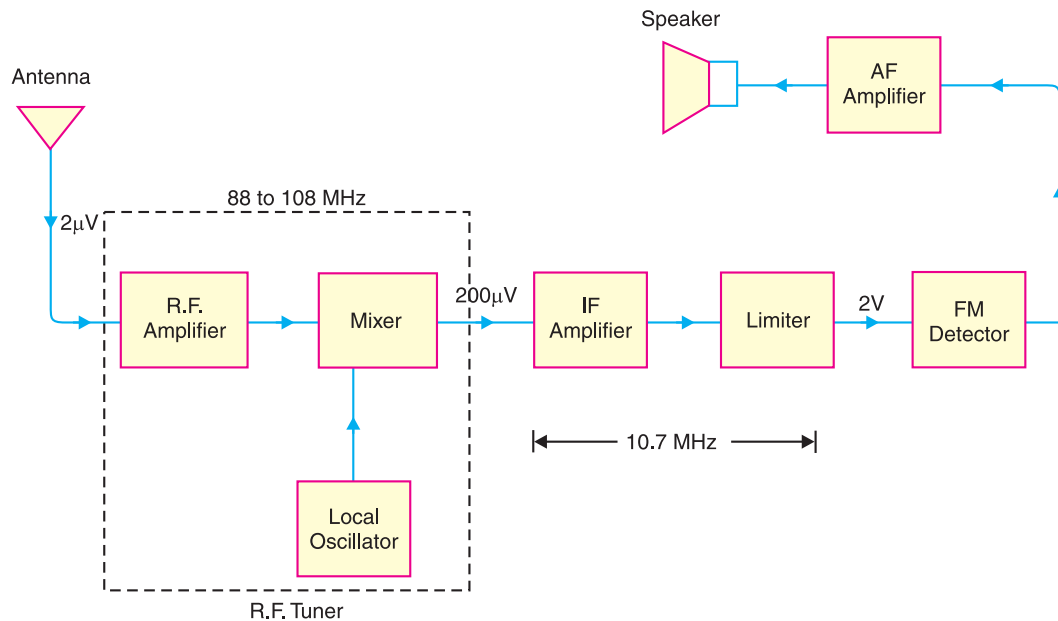 Speaker
AF
Amplifier
Antenna
88 to 108 MHz
2μV
R.F.
Amplifier
Mixer
200μV
IF
Amplifier
Limiter
2V
FM
Detector
10.7 MHz
Local
Oscillator
R.F. Tuner